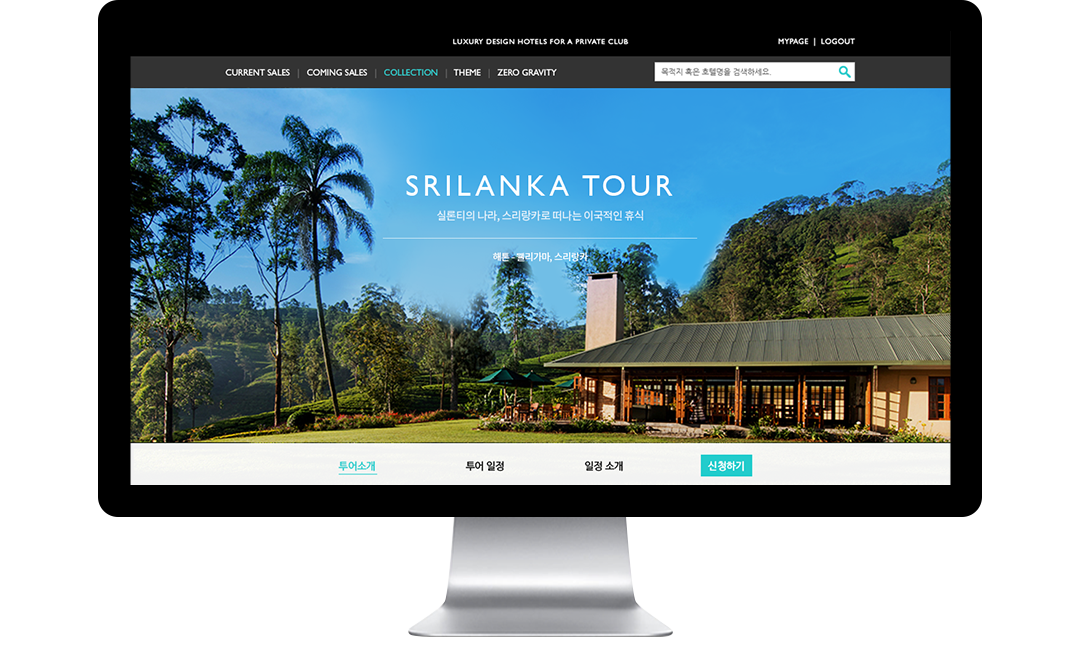 LUXURY DESIGN HOTELS FOR A PRIVATE CLUB
MYPAGE | LOGOUT
CURRENT SALES | COMING SALES | COLLECTION | THEME | ZERO GRAVITY
목적지 혹은 호텔명을 검색하세요.
SRILANKA TOUR
실론티의 나라, 스리랑카로 떠나는 이국적인 휴식
해튼 - 웰리가마, 스리랑카
투어소개
투어 일정
일정 소개
신청하기